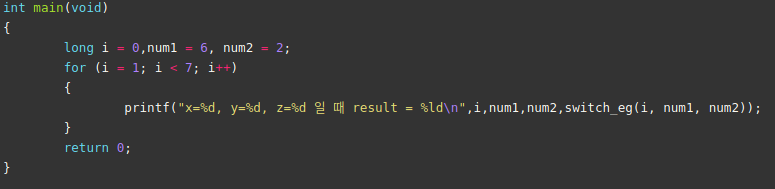 int main(void)
{
        long i = 0,num1 = 6, num2 = 2;
        for (i = 1; i < 7; i++)
        {
                printf("x=%d, y=%d, z=%d 일 때 result = %ld\n",i,num1,num2,switch_eg(i, num1, num2));
        }
        return 0;
}